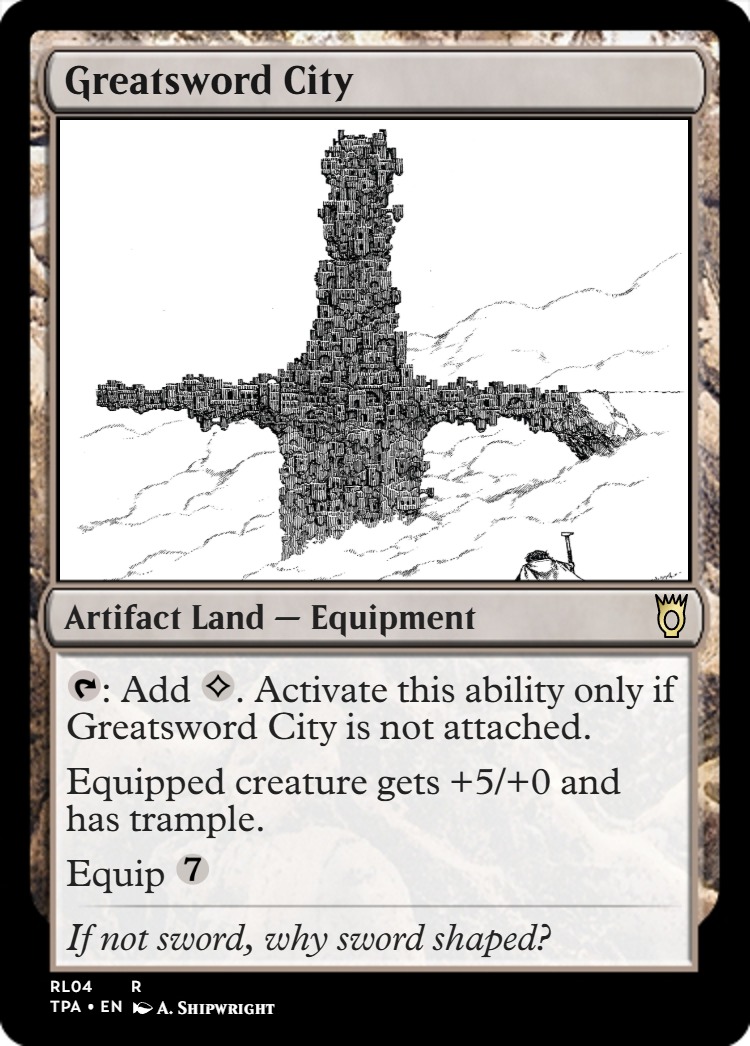 Greatsword City
Artifact Land — Equipment
: Add . Activate this ability only if
Greatsword City is not attached.
Equipped creature gets +5/+0 and
has trample.
Equip 7
If not sword, why sword shaped?
RL04 R
TPA • EN A. Shipwright